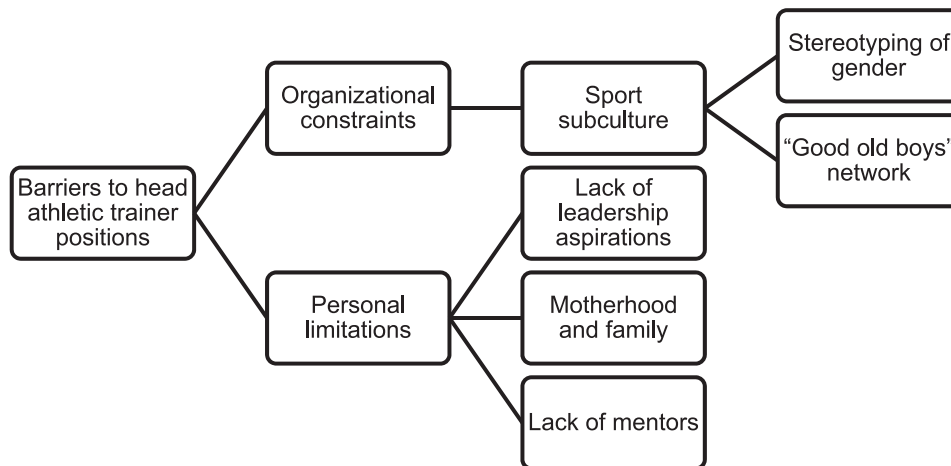 Barriers to head
athletic trainer
positions
Organizational
constraints
Sport
subculture
Stereotyping of
gender
“Good old boys’
network
Personal
limitations
Lack of
leadership
aspirations
Motherhood
and family
Lack of mentors